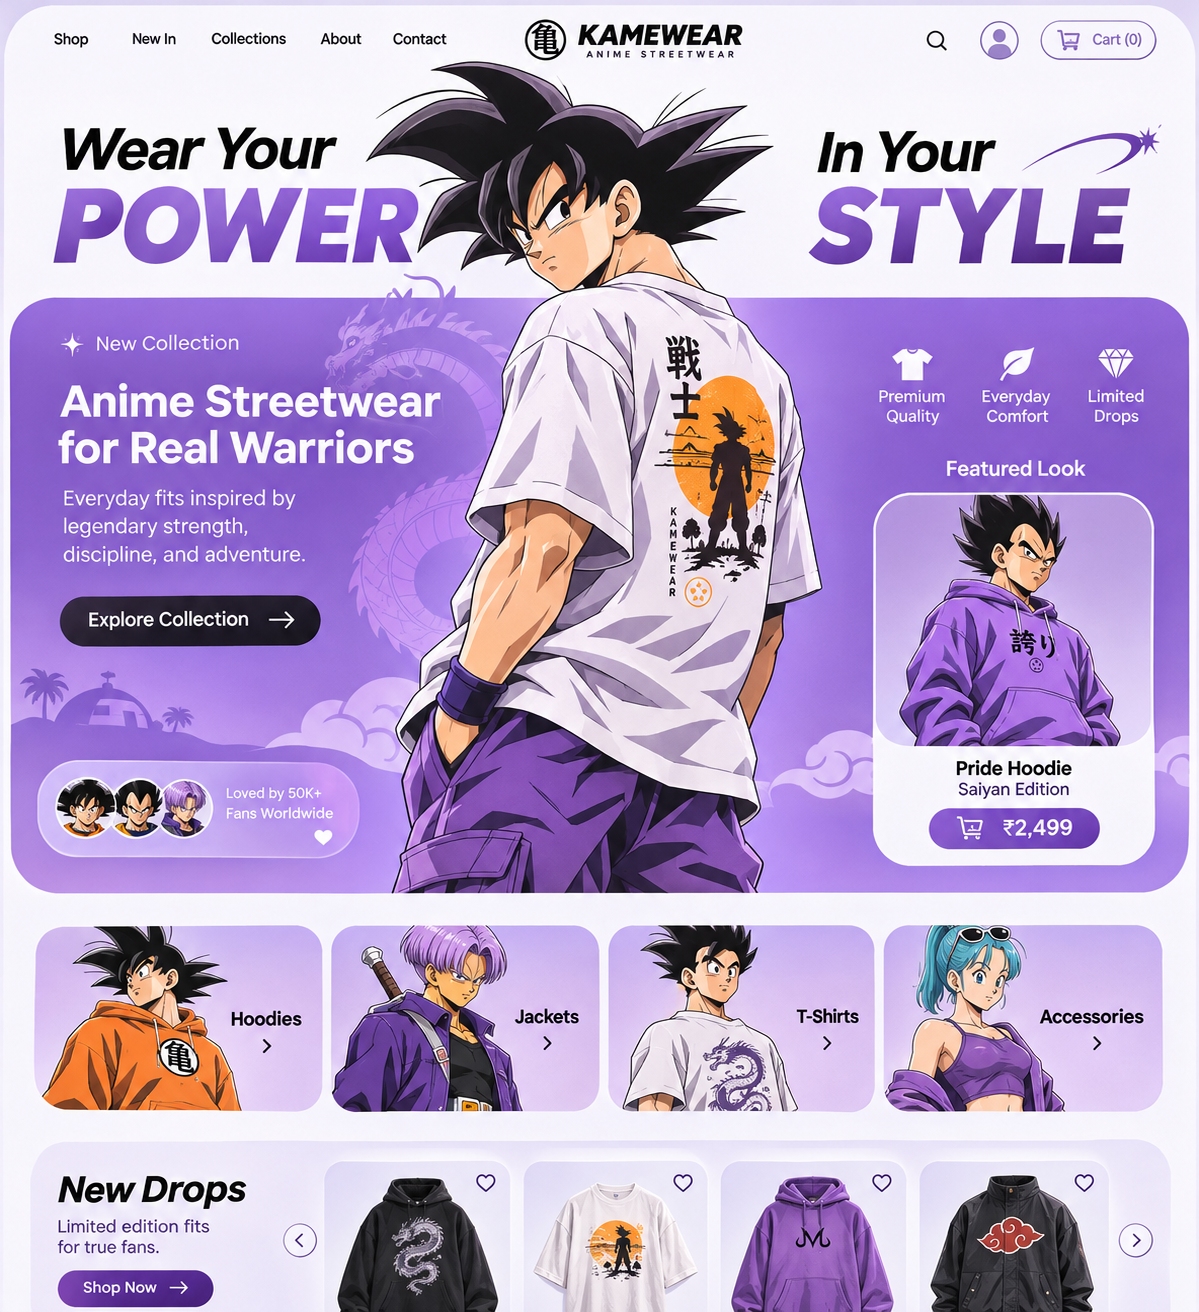 Shop
New In
Collections
About
Contact
亀
KAMEWEAR
ANIME STREETWEAR
Cart (0)
Wear Your
POWER
In Your
STYLE
New Collection
Anime Streetwear
for Real Warriors
Everyday fits inspired by
legendary strength,
discipline, and adventure.
Explore Collection
Loved by 50K+
Fans Worldwide
戦士
KAMEWEAR
Premium
Quality
Everyday
Comfort
Limited
Drops
Featured Look
誇り
Pride Hoodie
Saiyan Edition
₹2,499
亀
Hoodies
Jackets
T-Shirts
Accessories
New Drops
Limited edition fits
for true fans.
Shop Now
M